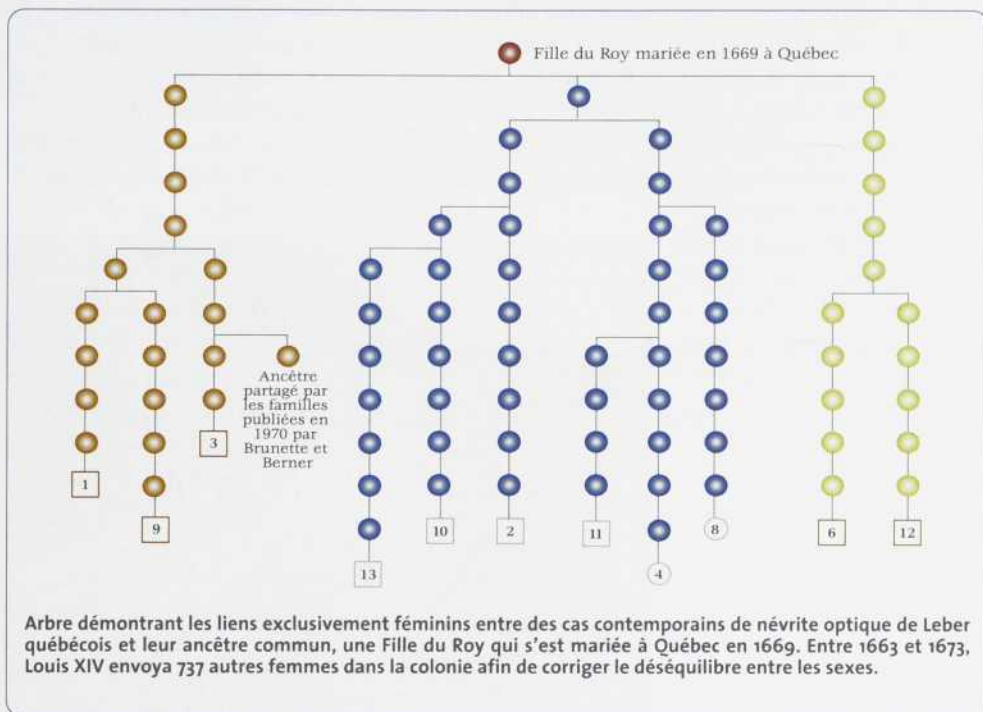 Fille du Roy mariée en 1669 à Québec
Ancêtre
partagé par
les familles
publiées en
1970 par
Brunette et
Berner
3
1
9
10
2
11
8
6
12
13
4
Arbre démontrant les liens exclusivement féminins entre des cas contemporains de névrite optique de Leber
québécois et leur ancêtre commun, une Fille du Roy qui s'est mariée à Québec en 1669. Entre 1663 et 1673,
Louis XIV envoya 737 autres femmes dans la colonie afin de corriger le déséquilibre entre les sexes.